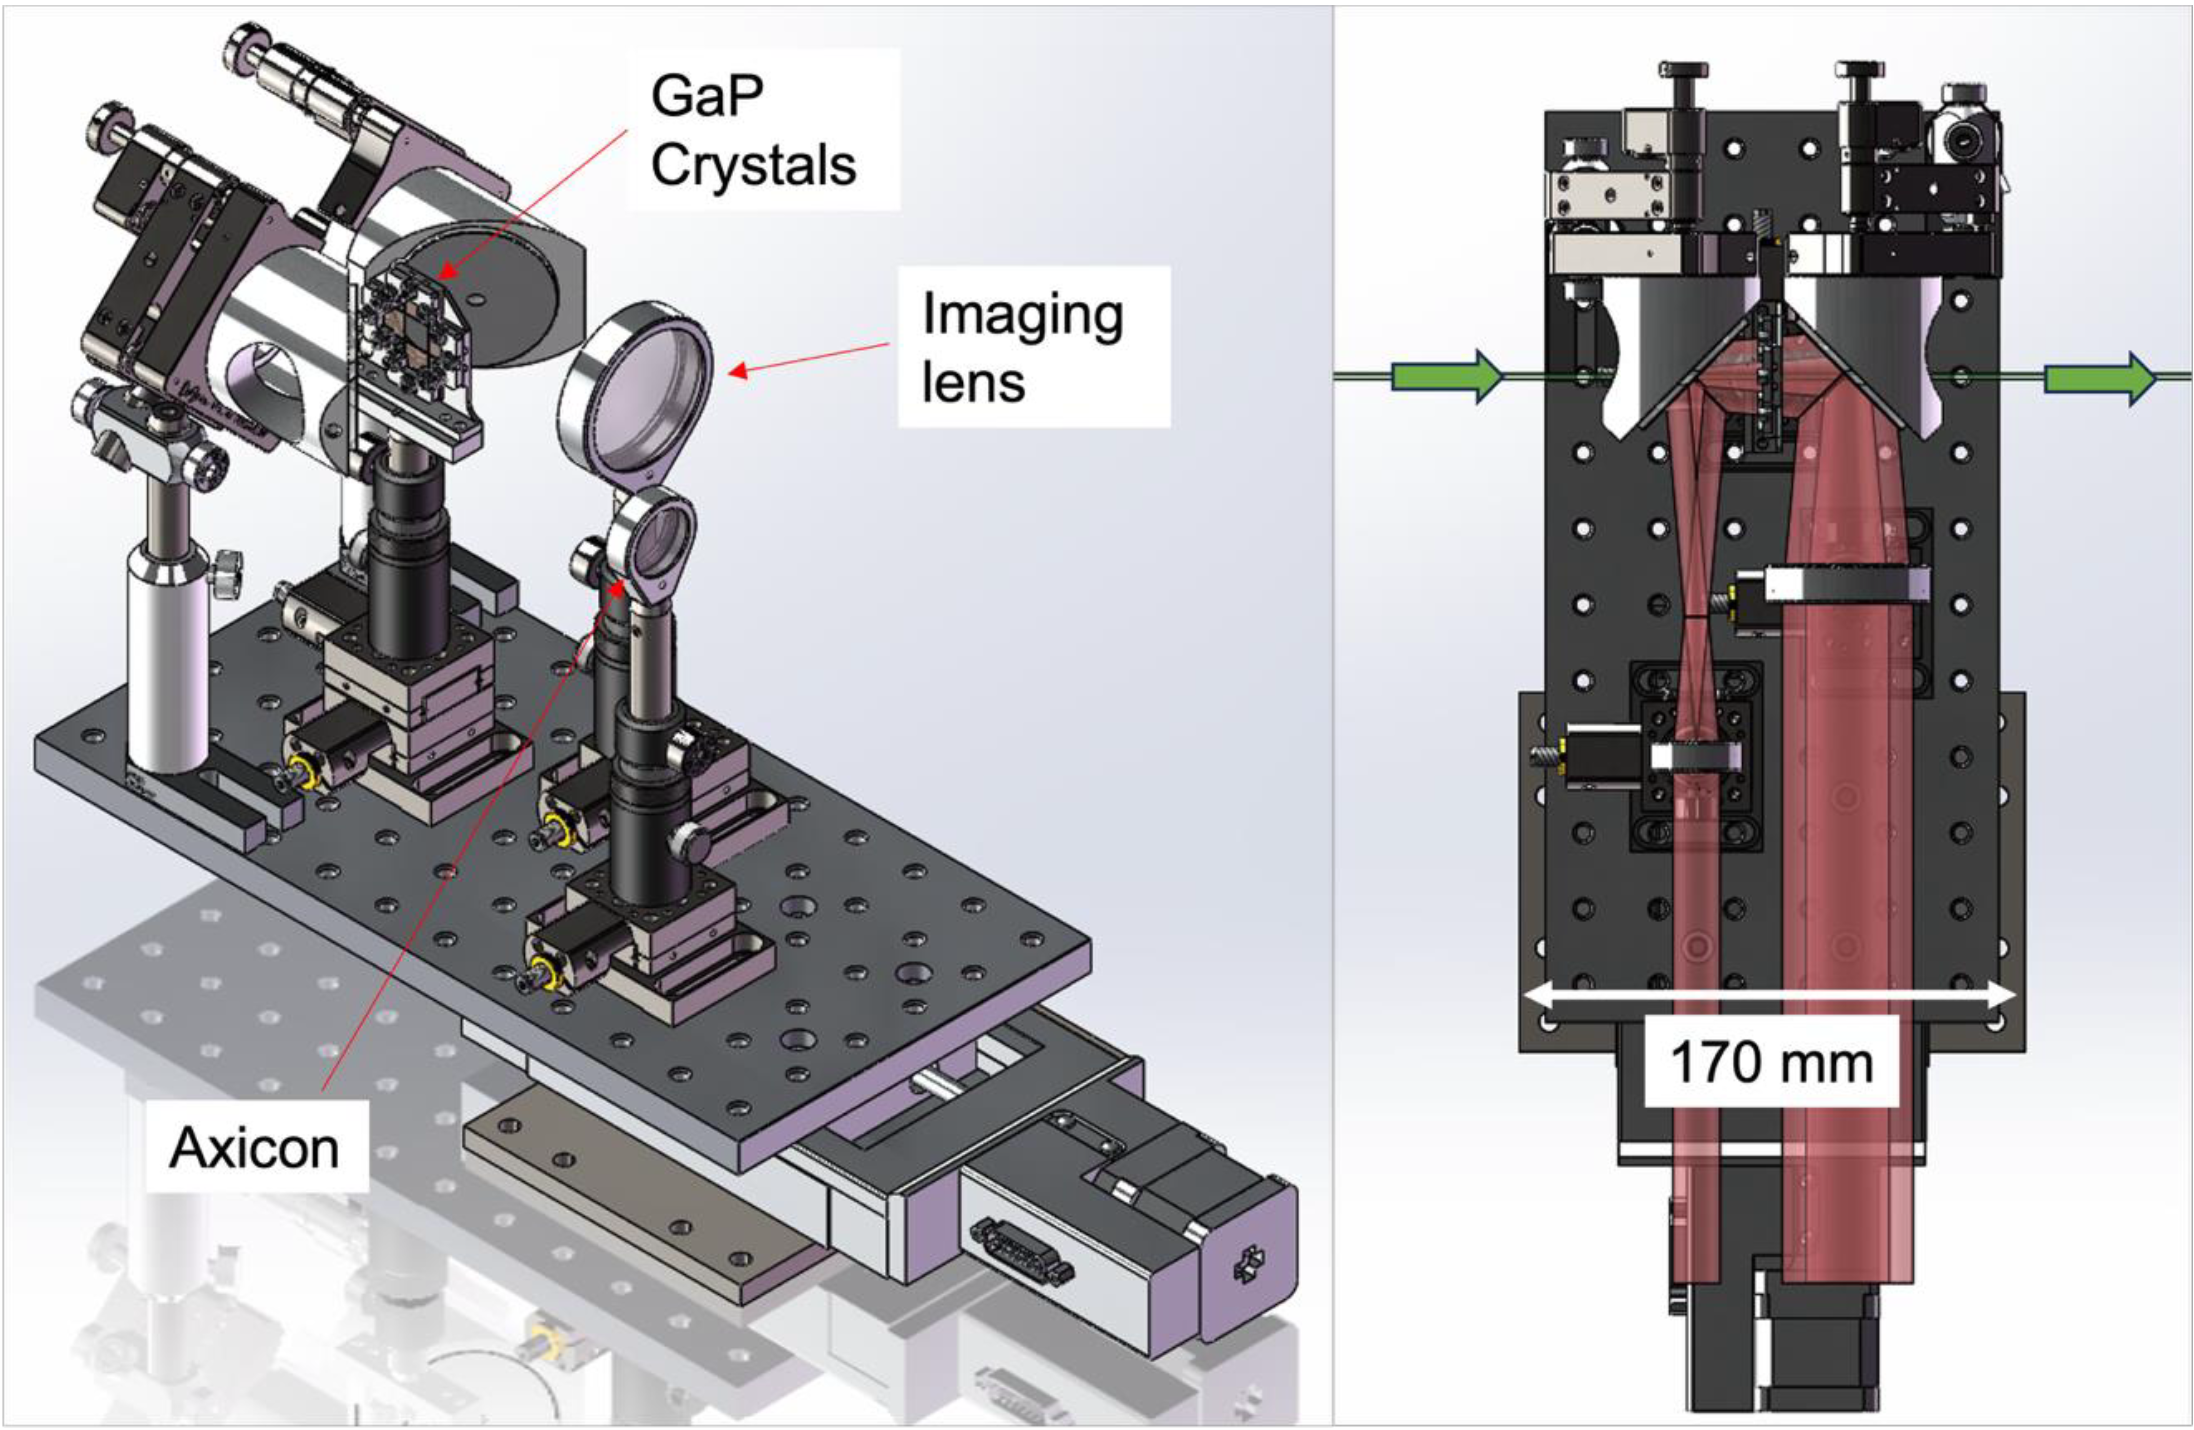 GaP
Crystals
Imaging
lens
Axicon
170 mm